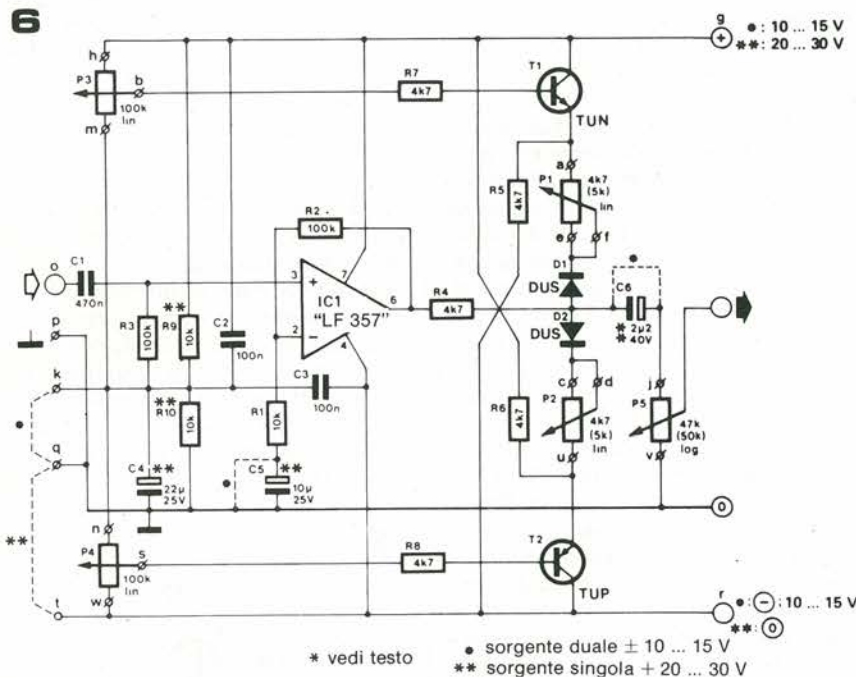 6
g
+
● : 10 ... 15 V
** : 20 ... 30 V
h
P3
b
100k
lin
m
R7
4k7
T1
TUN
R5
4k7
a
P1
4k7
(5k)
lin
e
f
R2
100k
o
C1
470n
3
+
7
IC1
"LF 357"
6
2
−
4
R4
4k7
D1
DUS
D2
DUS
●
C6
**
2µ2
40V
p
R3
100k
**
R9
10k
C2
100n
k
C3
100n
●
**
R10
10k
R1
10k
R6
4k7
c
d
P2
4k7
(5k)
lin
u
j
P5
47k
(50k)
log
v
q
C4
**
22µ
25V
●
C5
**
10µ
25V
0
**
n
P4
s
100k
lin
w
R8
4k7
T2
TUP
t
r
● : − : 10 ... 15 V
** : 0
* vedi testo
● sorgente duale ± 10 ... 15 V
** sorgente singola + 20 ... 30 V